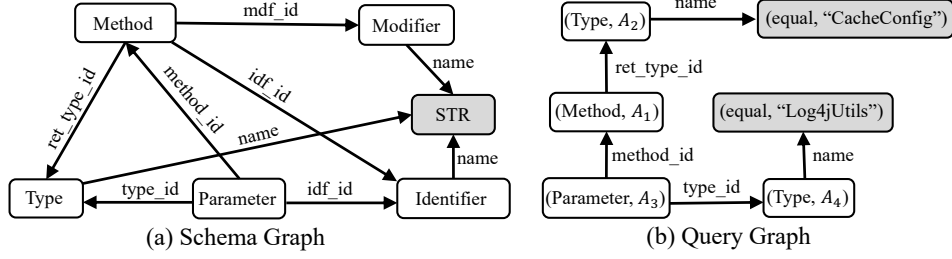 Method
mdf_id
Modifier
name
ret_type_id
method_id
idf_id
name
STR
name
Type
type_id
Parameter
idf_id
Identifier
(a) Schema Graph
(Type, A₂)
name
(equal, “CacheConfig”)
ret_type_id
(Method, A₁)
(equal, “Log4jUtils”)
method_id
name
(Parameter, A₃)
type_id
(Type, A₄)
(b) Query Graph